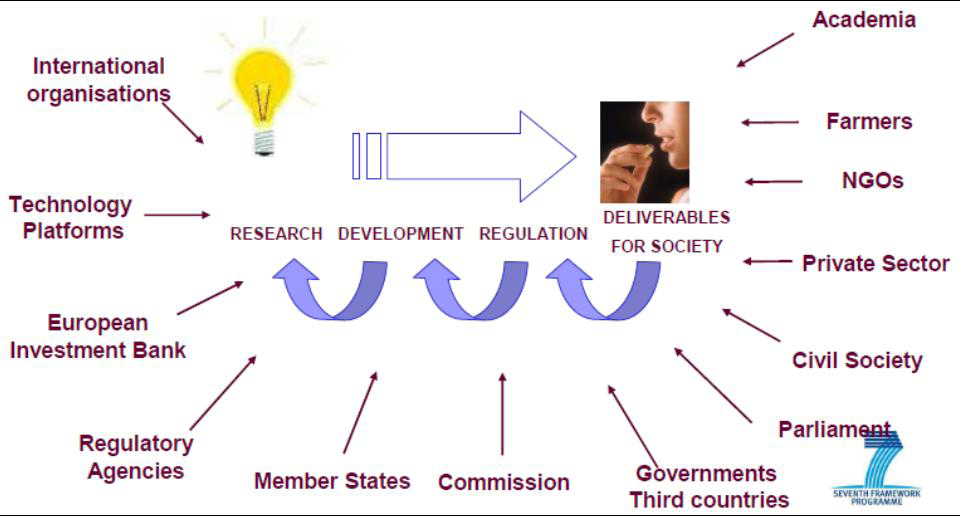 Academia
International
organisations
Farmers
NGOs
Technology
Platforms
DELIVERABLES
RESEARCH DEVELOPMENT REGULATION
FOR SOCIETY
Private Sector
European
Investment Bank
Civil Society
Parliament
Regulatory
Agencies
Member States
Commission
Governments
Third countries
7
SEVENTH FRAMEWORK
PROGRAMME